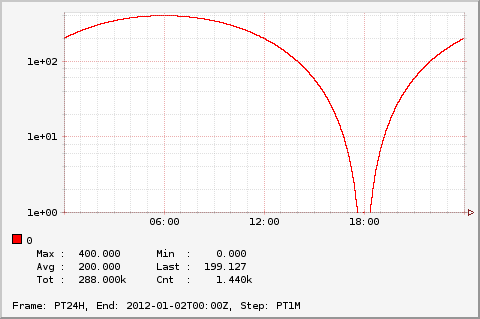 1e+02
1e+01
1e+00
06:00 12:00 18:00
0
Max : 400.000 Min : 0.000
Avg : 200.000 Last : 199.127
Tot : 288.000k Cnt : 1.440k
Frame: PT24H, End: 2012-01-02T00:00Z, Step: PT1M